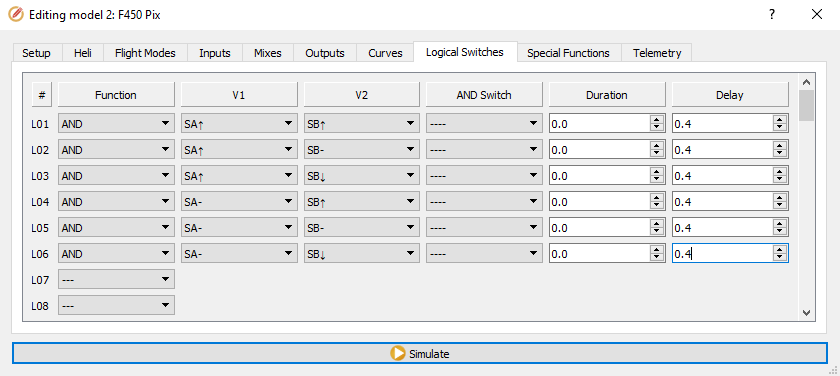 Editing model 2: F450 Pix ? ×
Setup Heli Flight Modes Inputs Mixes Outputs Curves Logical Switches Special Functions Telemetry
# Function V1 V2 AND Switch Duration Delay
L01 AND SA↑ SB↑ ---- 0.0 0.4
L02 AND SA↑ SB- ---- 0.0 0.4
L03 AND SA↑ SB↓ ---- 0.0 0.4
L04 AND SA- SB↑ ---- 0.0 0.4
L05 AND SA- SB- ---- 0.0 0.4
L06 AND SA- SB↓ ---- 0.0 0.4
L07 ---
L08 ---
Simulate